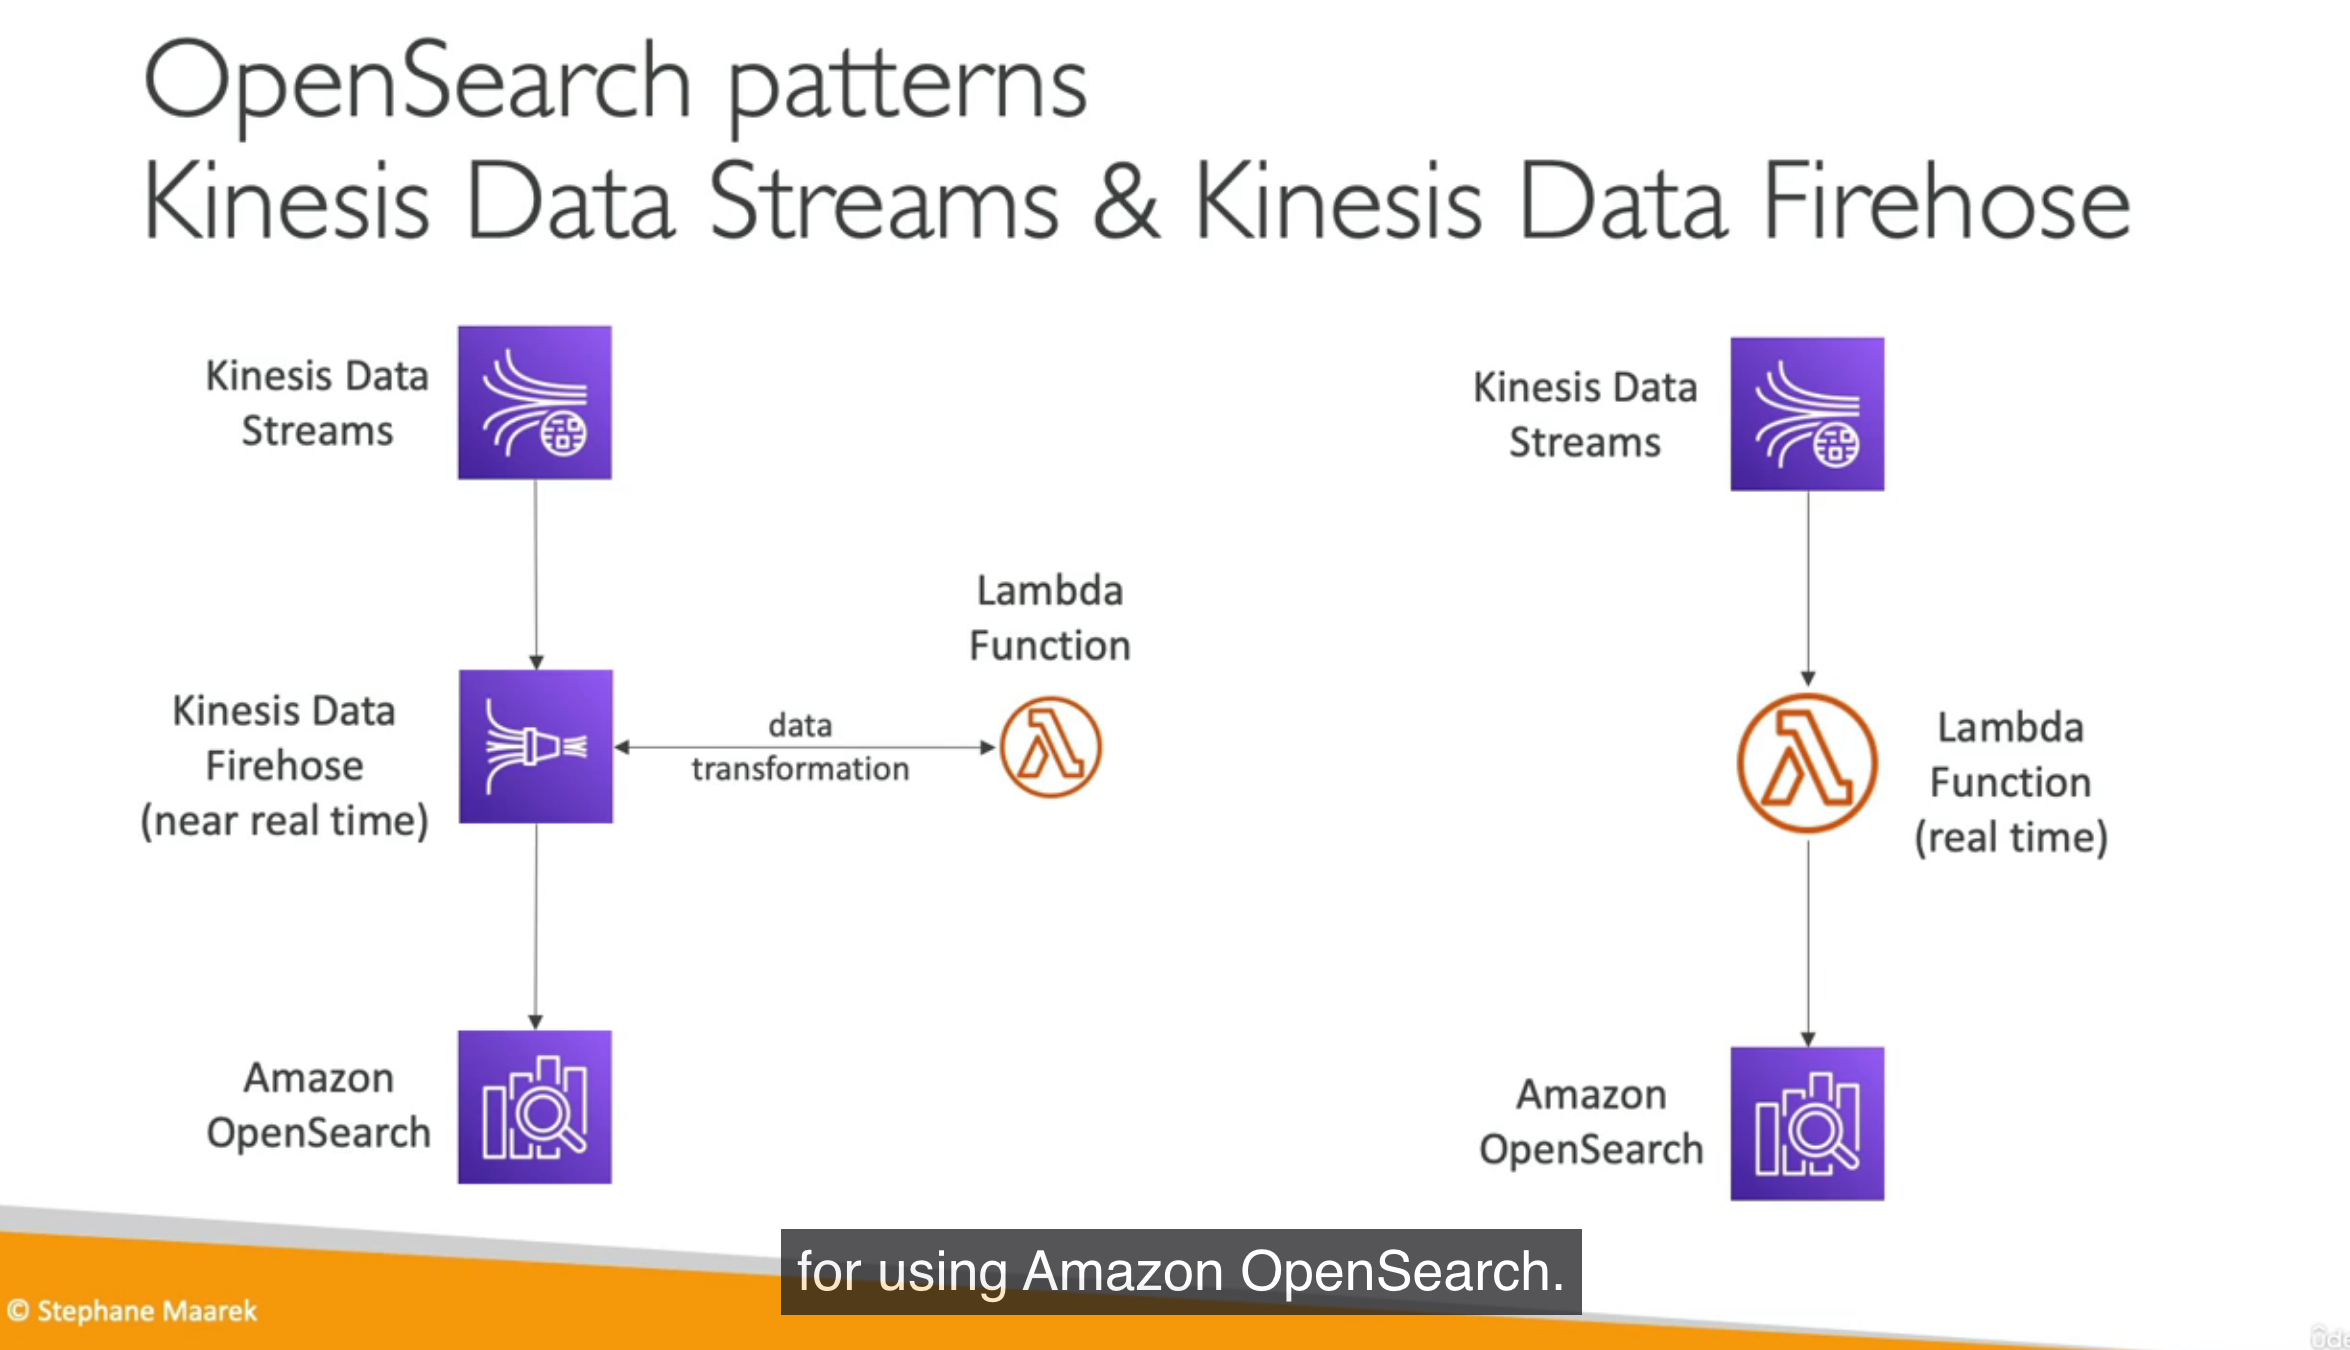 OpenSearch patterns
Kinesis Data Streams & Kinesis Data Firehose
Kinesis Data
Streams
Kinesis Data
Firehose
(near real time)
data
transformation
Lambda
Function
Amazon
OpenSearch
Kinesis Data
Streams
Lambda
Function
(real time)
Amazon
OpenSearch
for using Amazon OpenSearch.
© Stephane Maarek